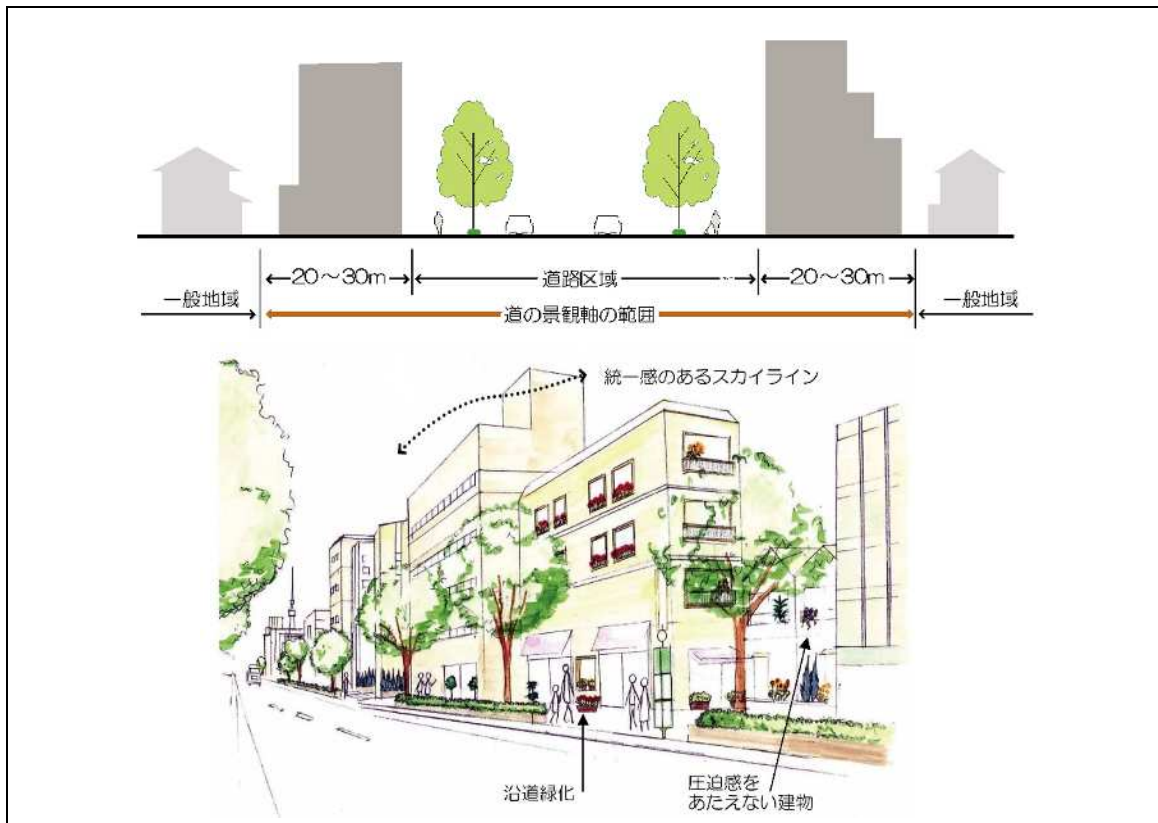 20～30m
道路区域
20～30m
一般地域
道の景観軸の範囲
一般地域
統一感のあるスカイライン
沿道緑化
圧迫感を
あたえない建物